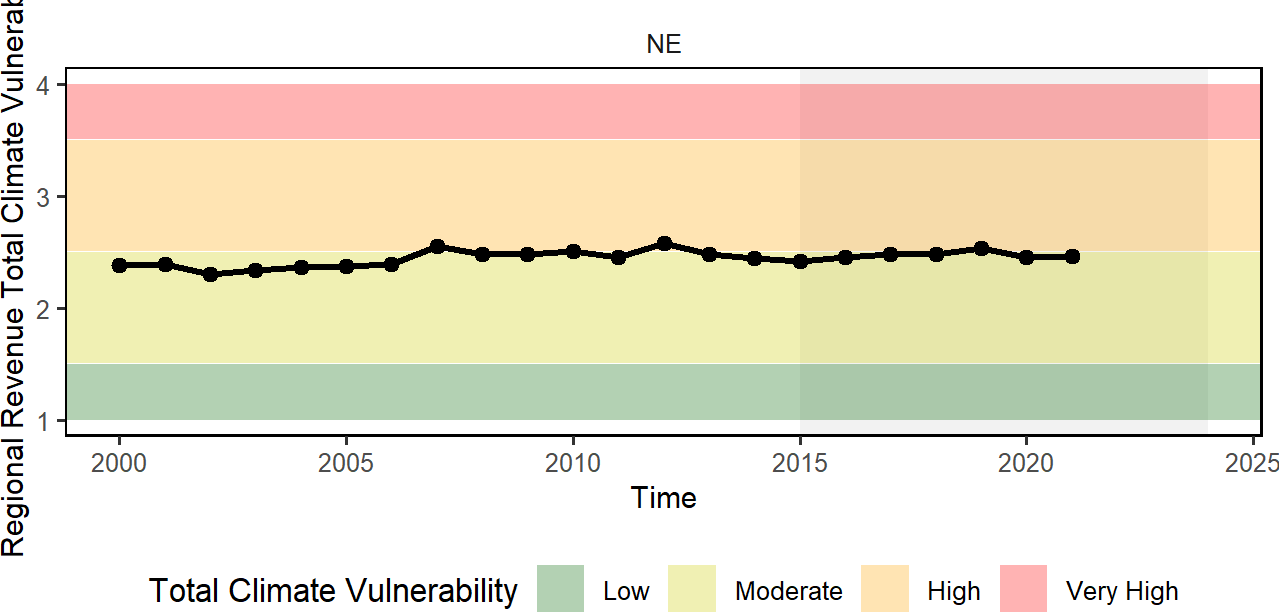 NE
Regional Revenue Total Climate
4
3
2
1
2000 2005 2010 2015 2020 2025
Time
Total Climate Vulnerability Low Moderate High Very High